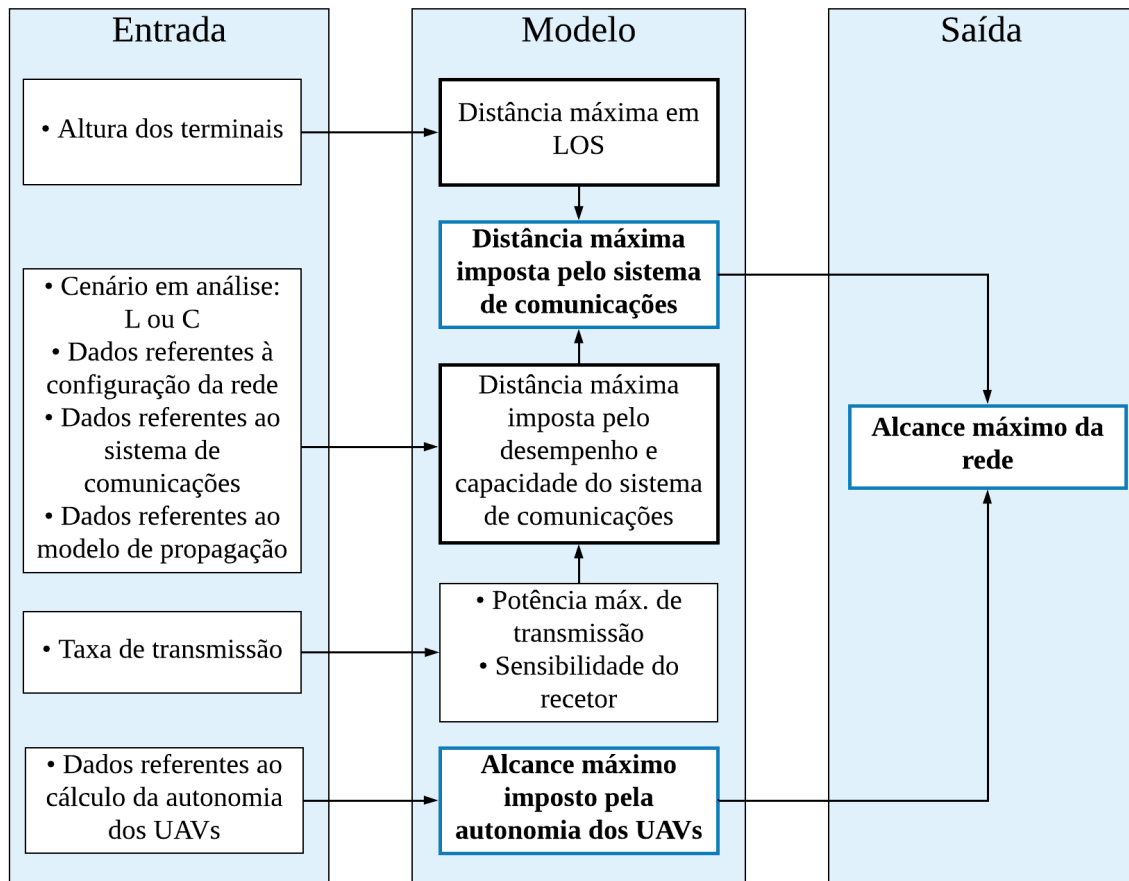 Entrada
• Altura dos terminais
• Cenário em análise:
L ou C
• Dados referentes à
configuração da rede
• Dados referentes ao
sistema de
comunicações
• Dados referentes ao
modelo de propagação
• Taxa de transmissão
• Dados referentes ao
cálculo da autonomia
dos UAVs
Modelo
Distância máxima em
LOS
Distância máxima
imposta pelo sistema
de comunicações
Distância máxima
imposta pelo
desempenho e
capacidade do sistema
de comunicações
• Potência máx. de
transmissão
• Sensibilidade do
recetor
Alcance máximo
imposto pela
autonomia dos UAVs
Saída
Alcance máximo da
rede